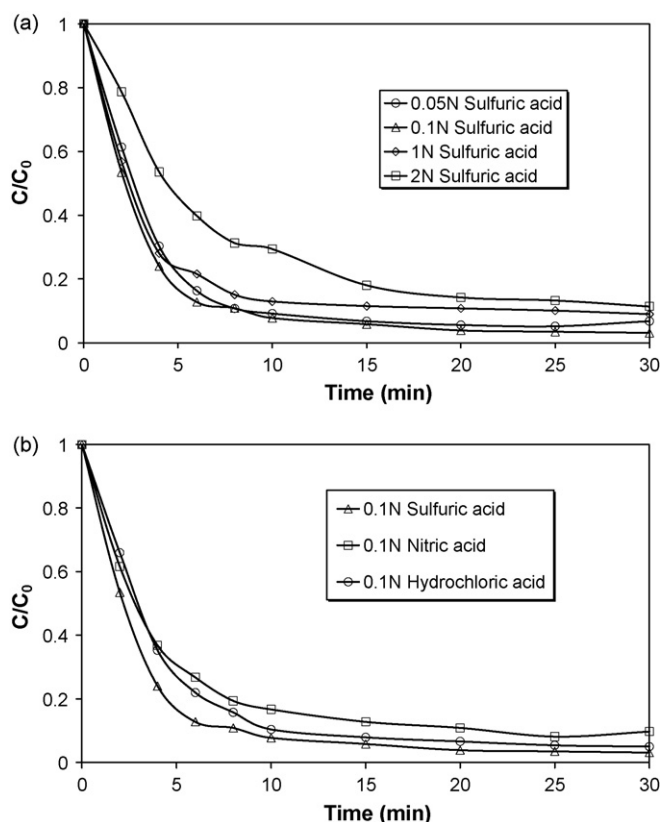 (a)
1
0.8
0.6
0.4
0.2
0
C/C₀
0.05N Sulfuric acid
0.1N Sulfuric acid
1N Sulfuric acid
2N Sulfuric acid
0 5 10 15 20 25 30
Time (min)
(b)
1
0.8
0.6
0.4
0.2
0
C/C₀
0.1N Sulfuric acid
0.1N Nitric acid
0.1N Hydrochloric acid
0 5 10 15 20 25 30
Time (min)